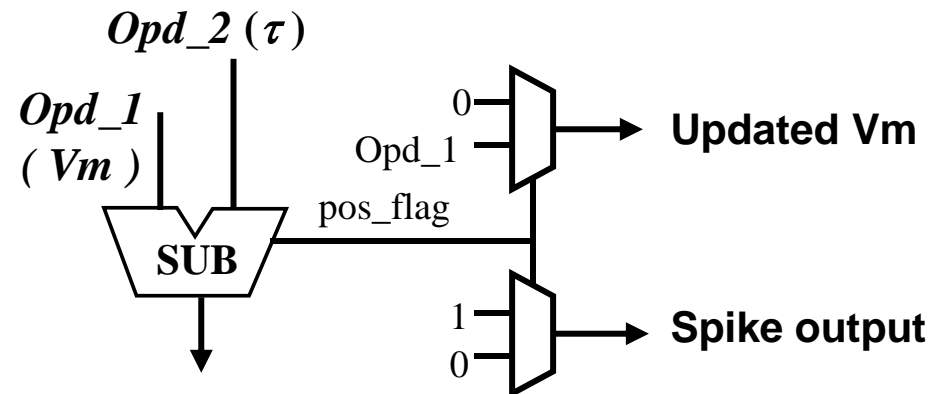 Opd_2 (τ)
Opd_1
( Vm )
SUB
pos_flag
0
Opd_1
Updated Vm
1
0
Spike output